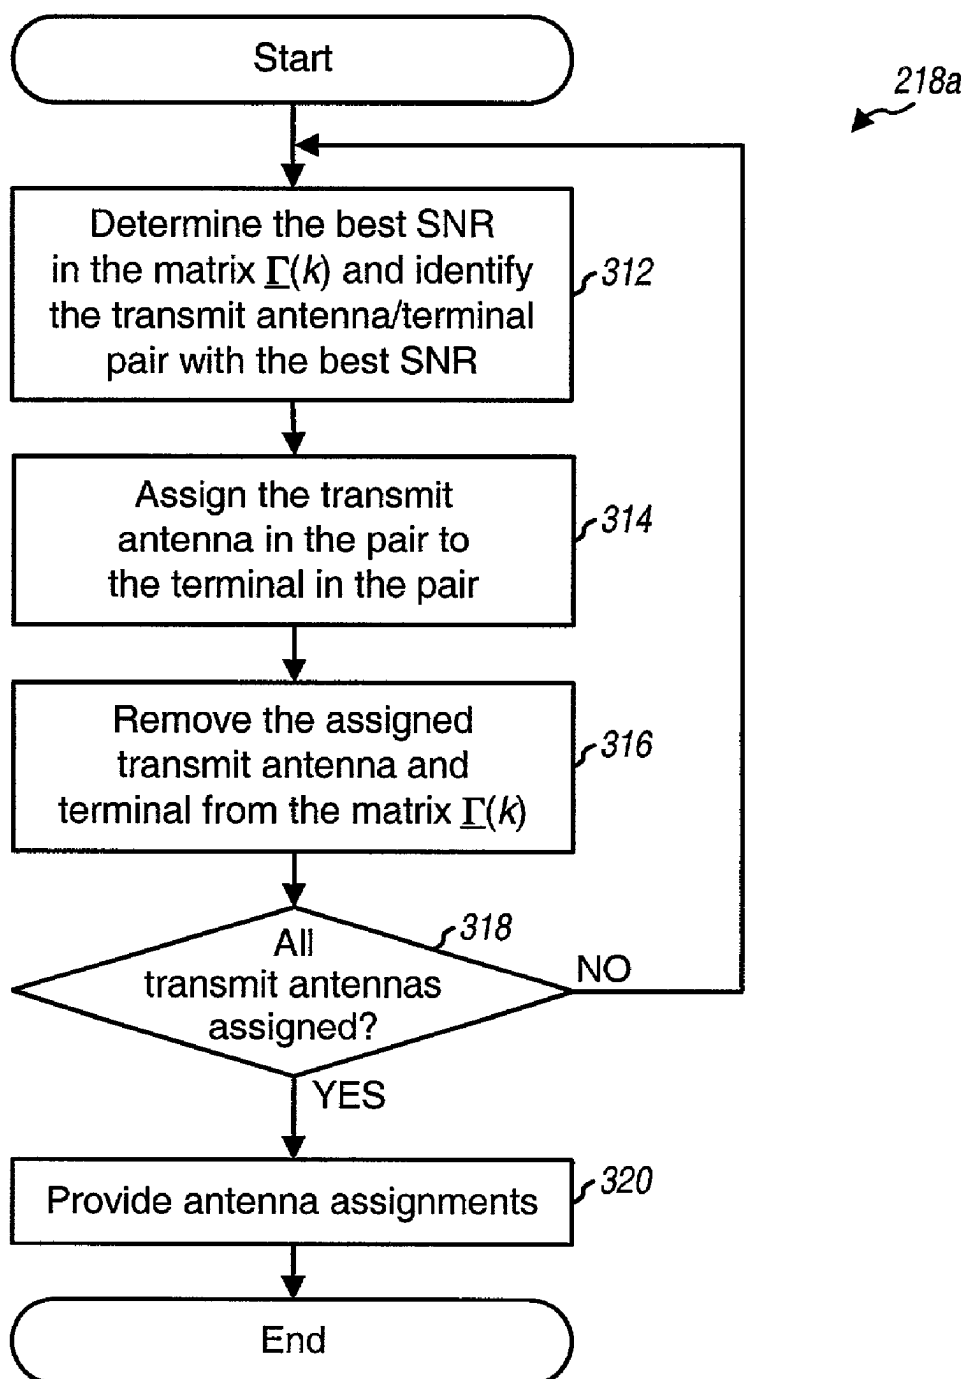 Start
218a
Determine the best SNR
in the matrix Γ(k) and identify
the transmit antenna/terminal
pair with the best SNR
312
Assign the transmit
antenna in the pair to
the terminal in the pair
314
Remove the assigned
transmit antenna and
terminal from the matrix Γ(k)
316
All
transmit antennas
assigned?
318
NO
YES
Provide antenna assignments
320
End